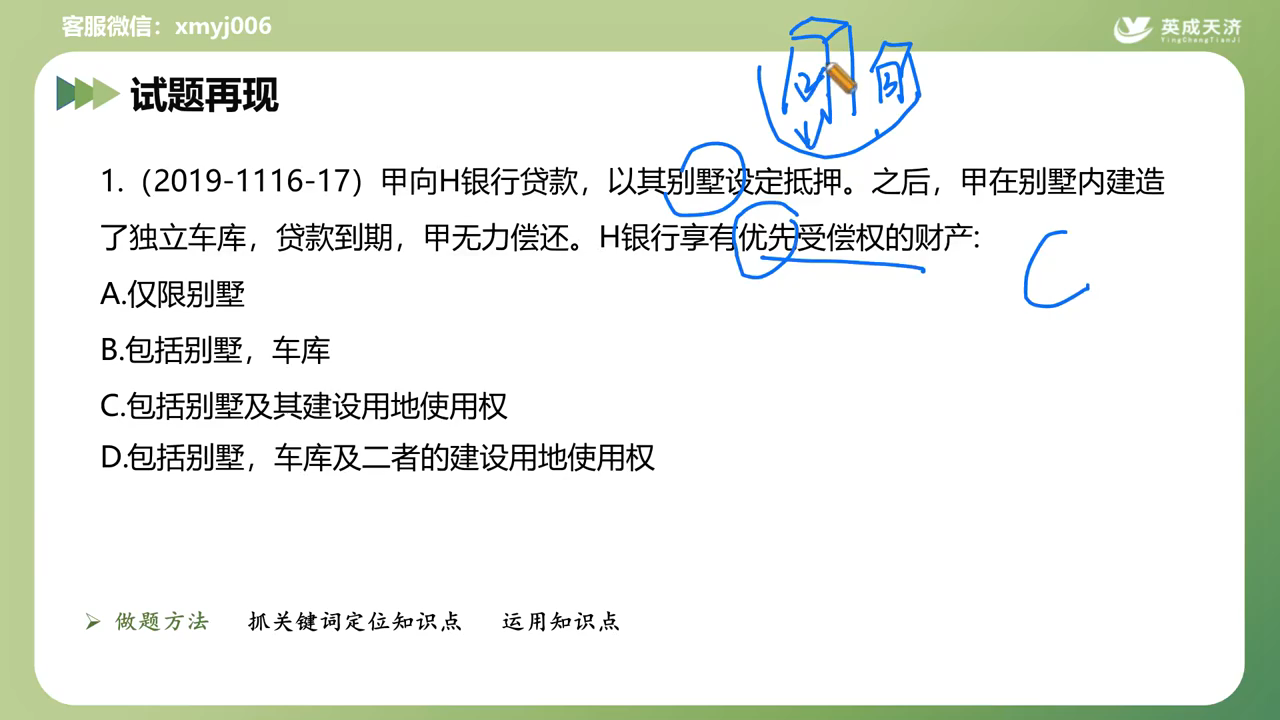 客服微信：xmyj006
英成天济
YingChengTianJi
试题再现
1.（2019-1116-17）甲向H银行贷款，以其别墅设定抵押。之后，甲在别墅内建造
了独立车库，贷款到期，甲无力偿还。H银行享有优先受偿权的财产:
C
A.仅限别墅
B.包括别墅，车库
C.包括别墅及其建设用地使用权
D.包括别墅，车库及二者的建设用地使用权
做题方法 抓关键词定位知识点 运用知识点